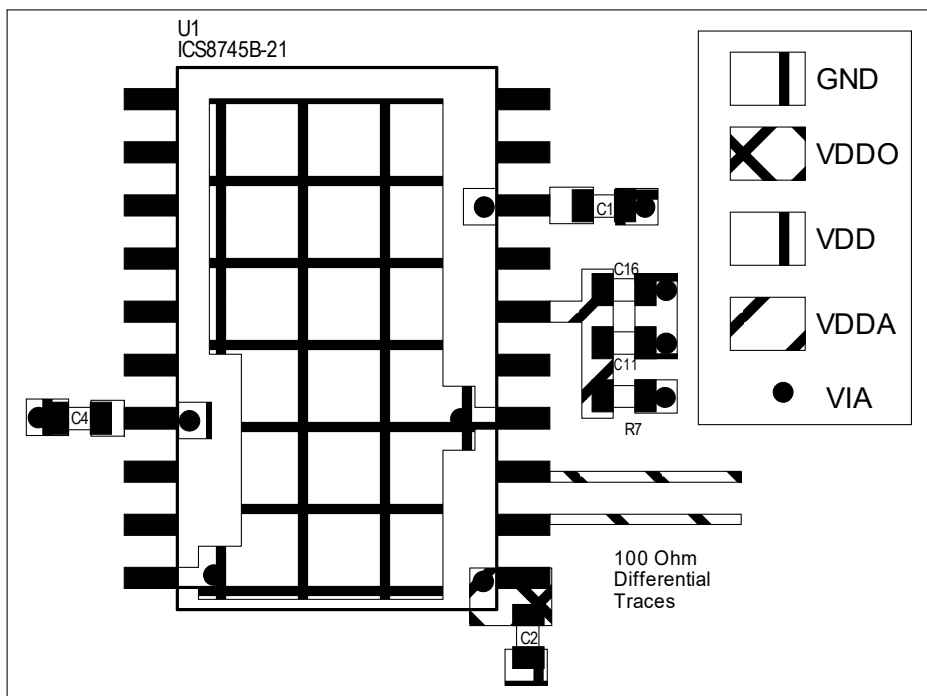 U1
ICS8745B-21
GND
VDDO
VDD
VDDA
VIA
C1
C16
C11
R7
C4
100 Ohm
Differential
Traces
C2